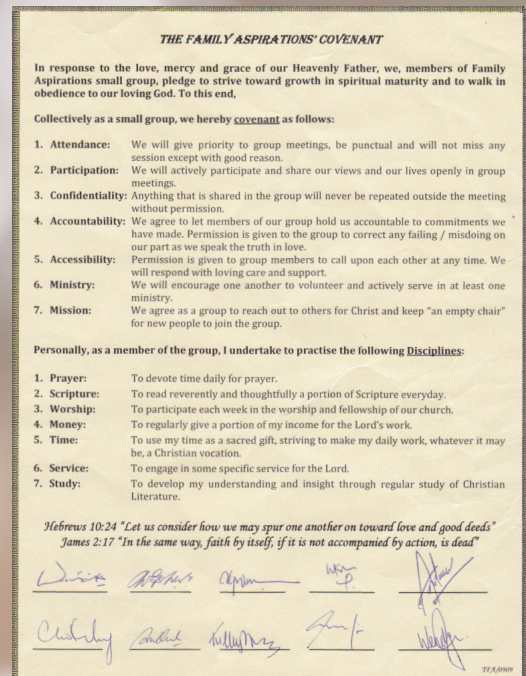 THE FAMILY ASPIRATIONS' COVENANT
In response to the love, mercy and grace of our Heavenly Father, we, members of Family
Aspirations small group, pledge to strive toward growth in spiritual maturity and to walk in
obedience to our loving God. To this end,
Collectively as a small group, we hereby covenant as follows:
1. Attendance: We will give priority to group meetings, be punctual and will not miss any
session except with good reason.
2. Participation: We will actively participate and share our views and our lives openly in group
meetings.
3. Confidentiality: Anything that is shared in the group will never be repeated outside the meeting
without permission.
4. Accountability: We agree to let members of our group hold us accountable to commitments we
have made. Permission is given to the group to correct any failing / misdoing on
our part as we speak the truth in love.
5. Accessibility: Permission is given to group members to call upon each other at any time. We
will respond with loving care and support.
6. Ministry: We will encourage one another to volunteer and actively serve in at least one
ministry.
7. Mission: We agree as a group to reach out to others for Christ and keep "an empty chair"
for new people to join the group.
Personally, as a member of the group, I undertake to practise the following Disciplines:
1. Prayer: To devote time daily for prayer.
2. Scripture: To read reverently and thoughtfully a portion of Scripture everyday.
3. Worship: To participate each week in the worship and fellowship of our church.
4. Money: To regularly give a portion of my income for the Lord's work.
5. Time: To use my time as a sacred gift, striving to make my daily work, whatever it may
be, a Christian vocation.
6. Service: To engage in some specific service for the Lord.
7. Study: To develop my understanding and insight through regular study of Christian
Literature.
Hebrews 10:24 "Let us consider how we may spur one another on toward love and good deeds"
James 2:17 "In the same way, faith by itself, if it is not accompanied by action, is dead"
TFA/0909